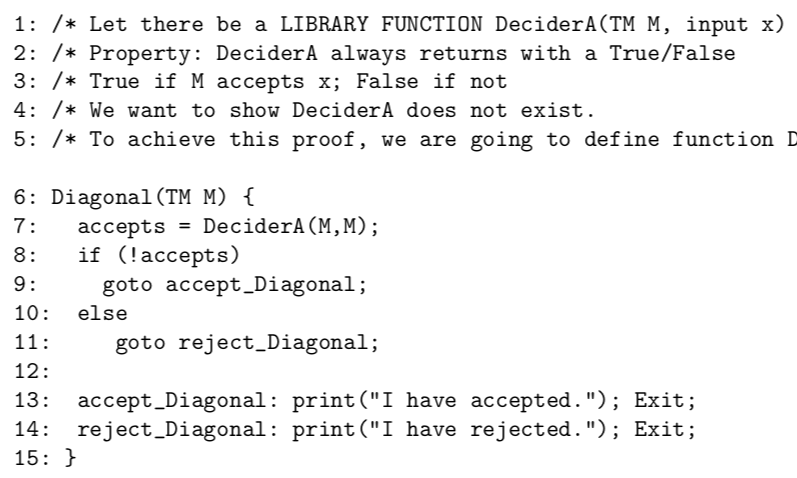 1: /* Let there be a LIBRARY FUNCTION DeciderA(TM M, input x)
2: /* Property: DeciderA always returns with a True/False
3: /* True if M accepts x; False if not
4: /* We want to show DeciderA does not exist.
5: /* To achieve this proof, we are going to define function D
6: Diagonal(TM M) {
7: accepts = DeciderA(M,M);
8: if (!accepts)
9: goto accept_Diagonal;
10: else
11: goto reject_Diagonal;
12:
13: accept_Diagonal: print("I have accepted."); Exit;
14: reject_Diagonal: print("I have rejected."); Exit;
15: }